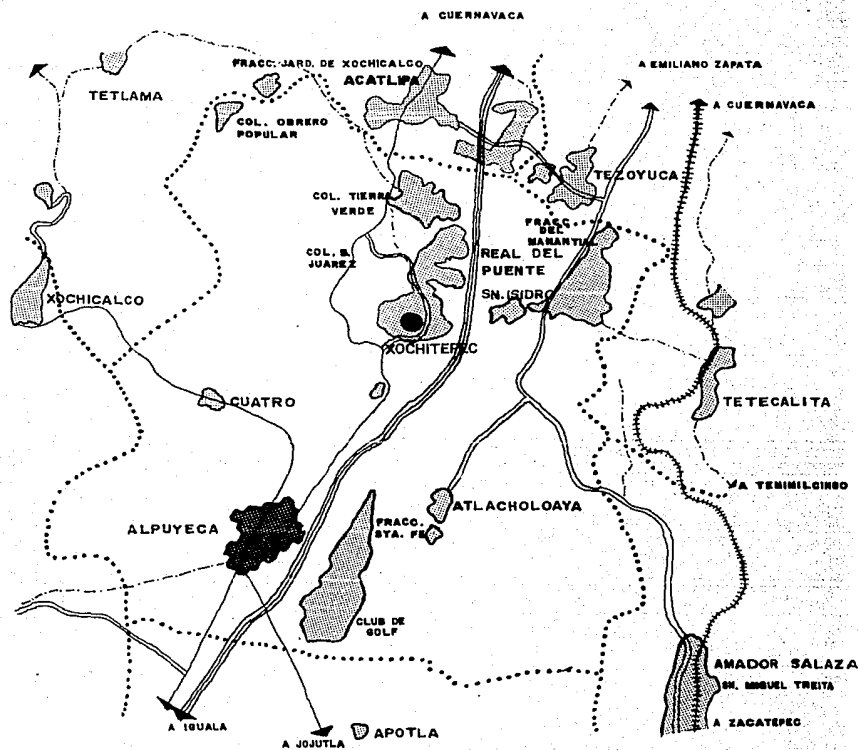 A CUERNAVACA
FRACC. JARD. DE XOCHICALCO
ACATLIPA
A EMILIANO ZAPATA
TETLAMA
A CUERNAVACA
COL. OBRERO
POPULAR
TEZOYUCA
COL. TIERRA
VERDE
FRACC.
DEL
MANANTIAL
COL. B.
JUAREZ
REAL DEL
PUENTE
SN. ISIDRO
XOCHICALCO
XOCHITEPEC
CUATRO
TETECALITA
A TEMIMILCINGO
ATLACHOLOAYA
ALPUYECA
FRACC.
STA. FE
CLUB DE
GOLF
AMADOR SALAZA
SN. MIGUEL TREITA
A ZACATEPEC
A IGUALA
A JOJUTLA
APOTLA